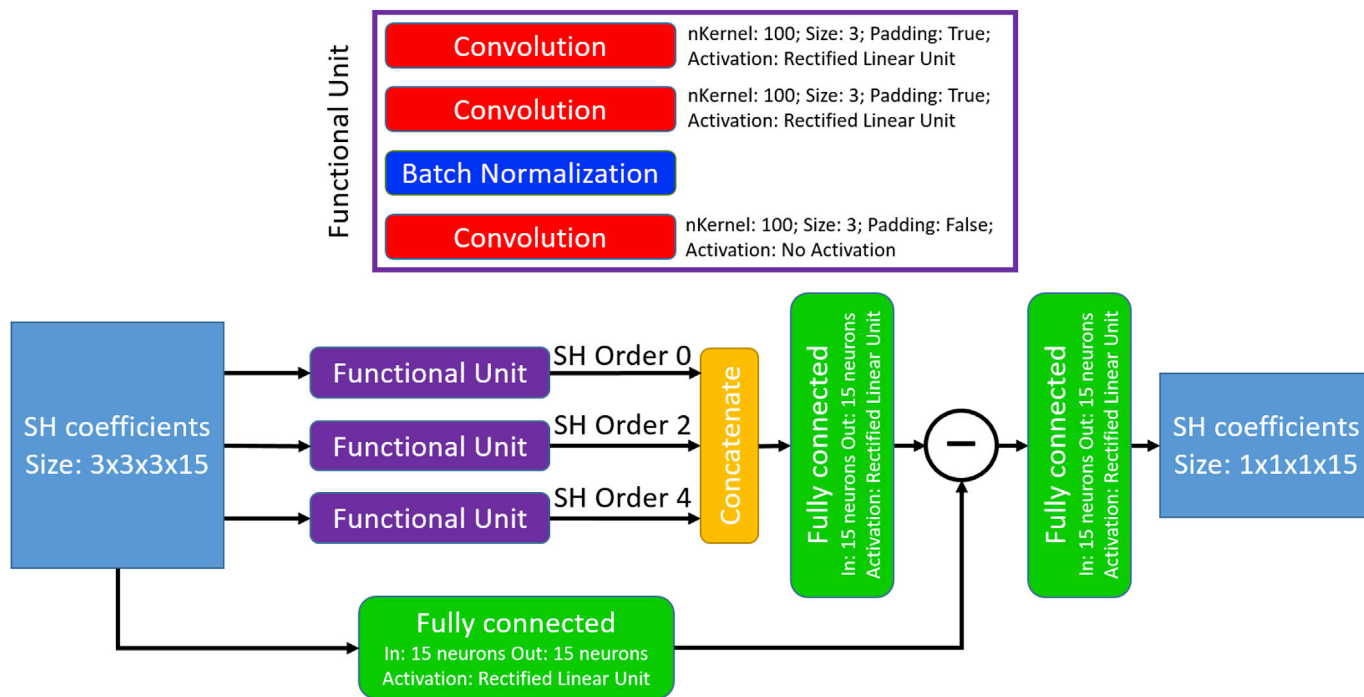 Functional Unit
Convolution
nKernel: 100; Size: 3; Padding: True;
Activation: Rectified Linear Unit
Convolution
nKernel: 100; Size: 3; Padding: True;
Activation: Rectified Linear Unit
Batch Normalization
Convolution
nKernel: 100; Size: 3; Padding: False;
Activation: No Activation
SH coefficients
Size: 3x3x3x15
Functional Unit
SH Order 0
Functional Unit
SH Order 2
Functional Unit
SH Order 4
Concatenate
Fully connected
In: 15 neurons Out: 15 neurons
Activation: Rectified Linear Unit
−
Fully connected
In: 15 neurons Out: 15 neurons
Activation: Rectified Linear Unit
SH coefficients
Size: 1x1x1x15
Fully connected
In: 15 neurons Out: 15 neurons
Activation: Rectified Linear Unit